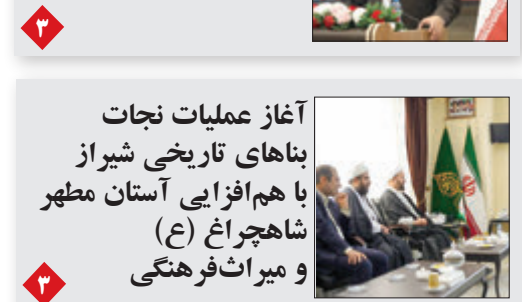 ۳
آغاز عملیات نجات
بناهای تاریخی شیراز
با هم‌افزایی آستان مطهر
شاهچراغ (ع)
و میراث‌فرهنگی
۳